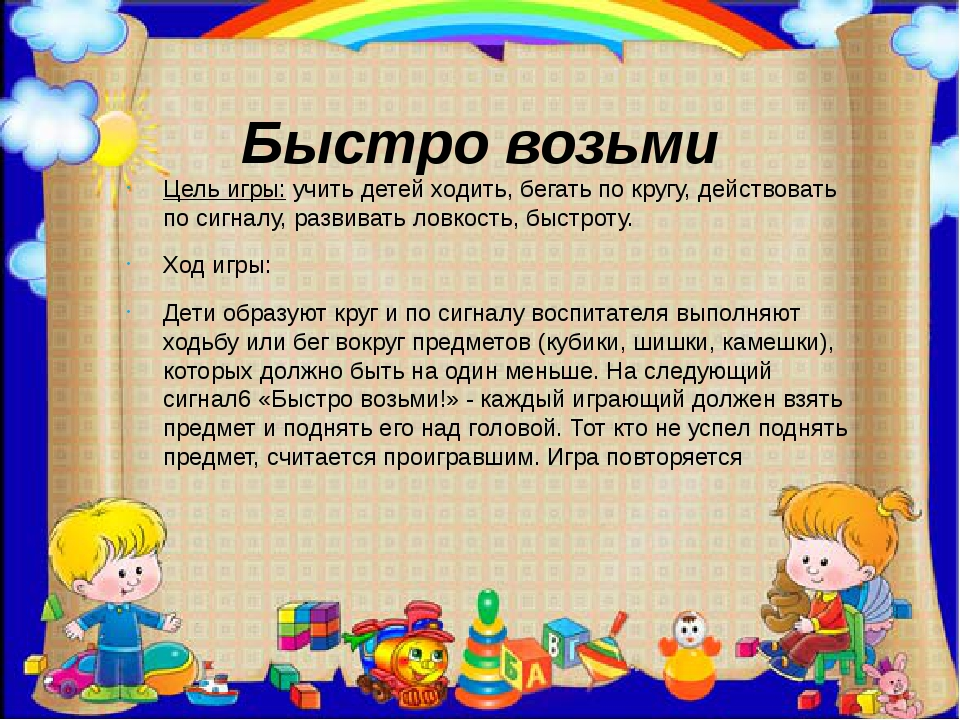 Быстро возьми
Цель игры: учить детей ходить, бегать по кругу, действовать
по сигналу, развивать ловкость, быстроту.
Ход игры:
Дети образуют круг и по сигналу воспитателя выполняют
ходьбу или бег вокруг предметов (кубики, шишки, камешки),
которых должно быть на один меньше. На следующий
сигнал6 «Быстро возьми!» - каждый играющий должен взять
предмет и поднять его над головой. Тот кто не успел поднять
предмет, считается проигравшим. Игра повторяется
Б А
В